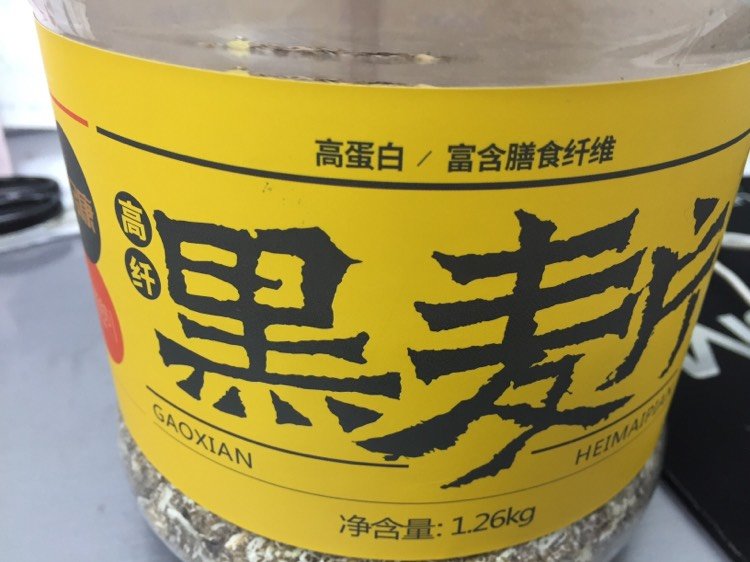 高蛋白 / 富含膳食纤维
高纤
黑麦片
GAOXIAN
HEIMAIPIAN
净含量: 1.26kg